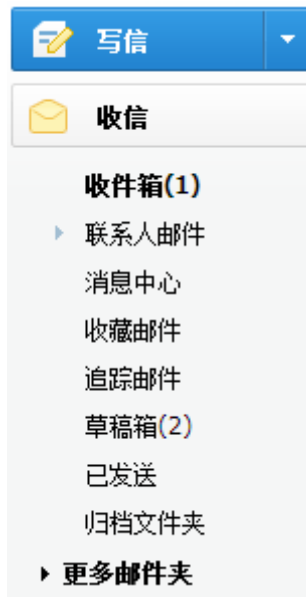 写信
收信
收件箱(1)
联系人邮件
消息中心
收藏邮件
追踪邮件
草稿箱(2)
已发送
归档文件夹
更多邮件夹